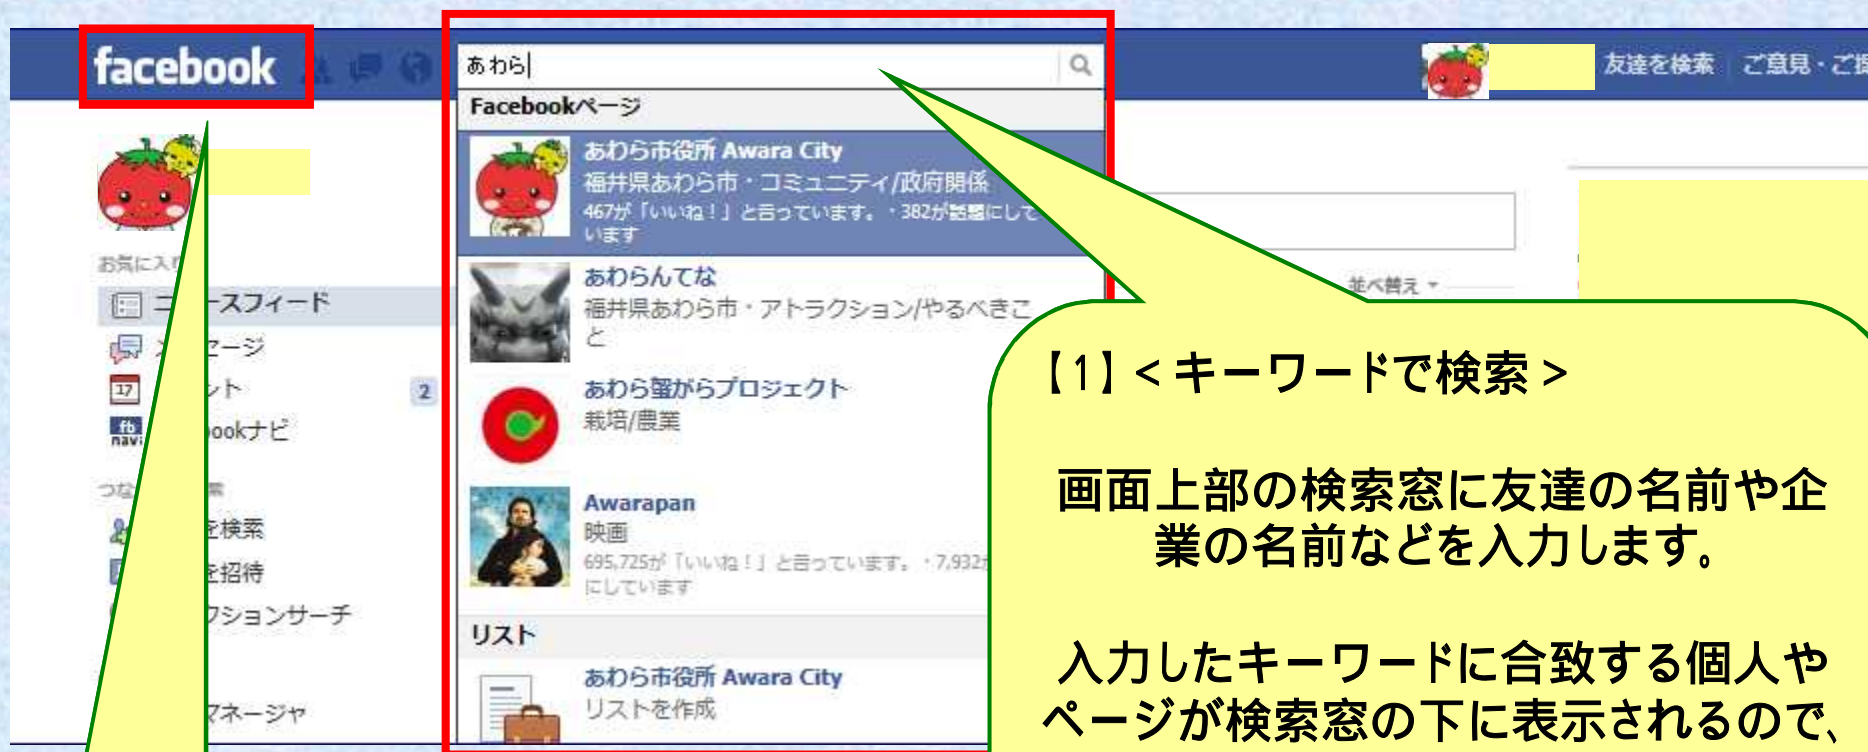 facebook
あわら
友達を検索 ご意見・ご
Facebookページ
あわら市役所 Awara City
福井県あわら市・コミュニティ/政府関係
467が「いいね！」と言っています。・382が話題にして
います
あわらんてな
福井県あわら市・アトラクション/やるべきこ
と
あわら蟹がらプロジェクト
栽培/農業
Awarapan
映画
695,725が「いいね！」と言っています。・7,932
にしています
リスト
あわら市役所 Awara City
リストを作成
お気に入
ニ ースフィード
セージ
17 ント 2
fb navi ookナビ
つな
を検索
を招待
クションサーチ
マネージャ
並べ替え
【1】＜キーワードで検索＞
画面上部の検索窓に友達の名前や企
業の名前などを入力します。
入力したキーワードに合致する個人や
ページが検索窓の下に表示されるので、